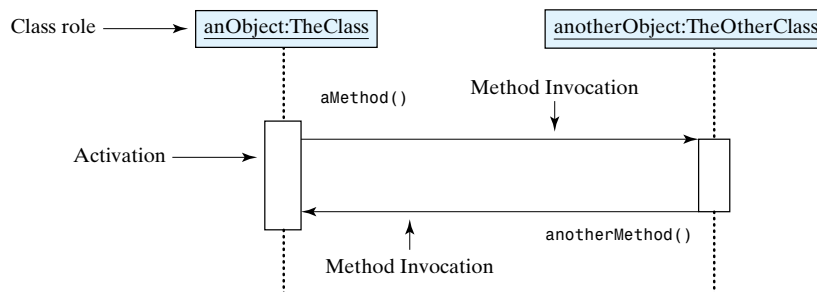 Class role
anObject:TheClass
anotherObject:TheOtherClass
aMethod()
Method Invocation
Activation
anotherMethod()
Method Invocation